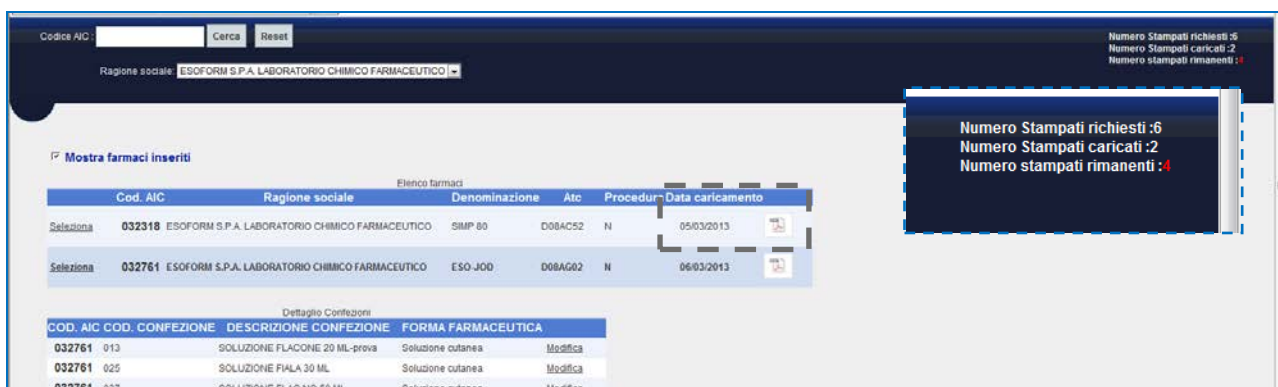 Codice AIC : Cerca Reset
Numero Stampati richiesti :6
Numero Stampati caricati :2
Numero stampati rimanenti :4
Ragione sociale: ESOFORM S.P.A. LABORATORIO CHIMICO FARMACEUTICO
Numero Stampati richiesti :6
Numero Stampati caricati :2
Numero stampati rimanenti :4
Mostra farmaci inseriti
Elenco farmaci
Cod. AIC Ragione sociale Denominazione Atc Procedura Data caricamento
Seleziona 032318 ESOFORM S.P.A. LABORATORIO CHIMICO FARMACEUTICO SIMP 80 D08AC52 N 05/03/2013
Seleziona 032761 ESOFORM S.P.A. LABORATORIO CHIMICO FARMACEUTICO ESO-JOD D08AG02 N 06/03/2013
Dettaglio Confezioni
COD. AIC COD. CONFEZIONE DESCRIZIONE CONFEZIONE FORMA FARMACEUTICA
032761 013 SOLUZIONE FLACONE 20 ML-prova Soluzione cutanea Modifica
032761 025 SOLUZIONE FIALA 30 ML Soluzione cutanea Modifica